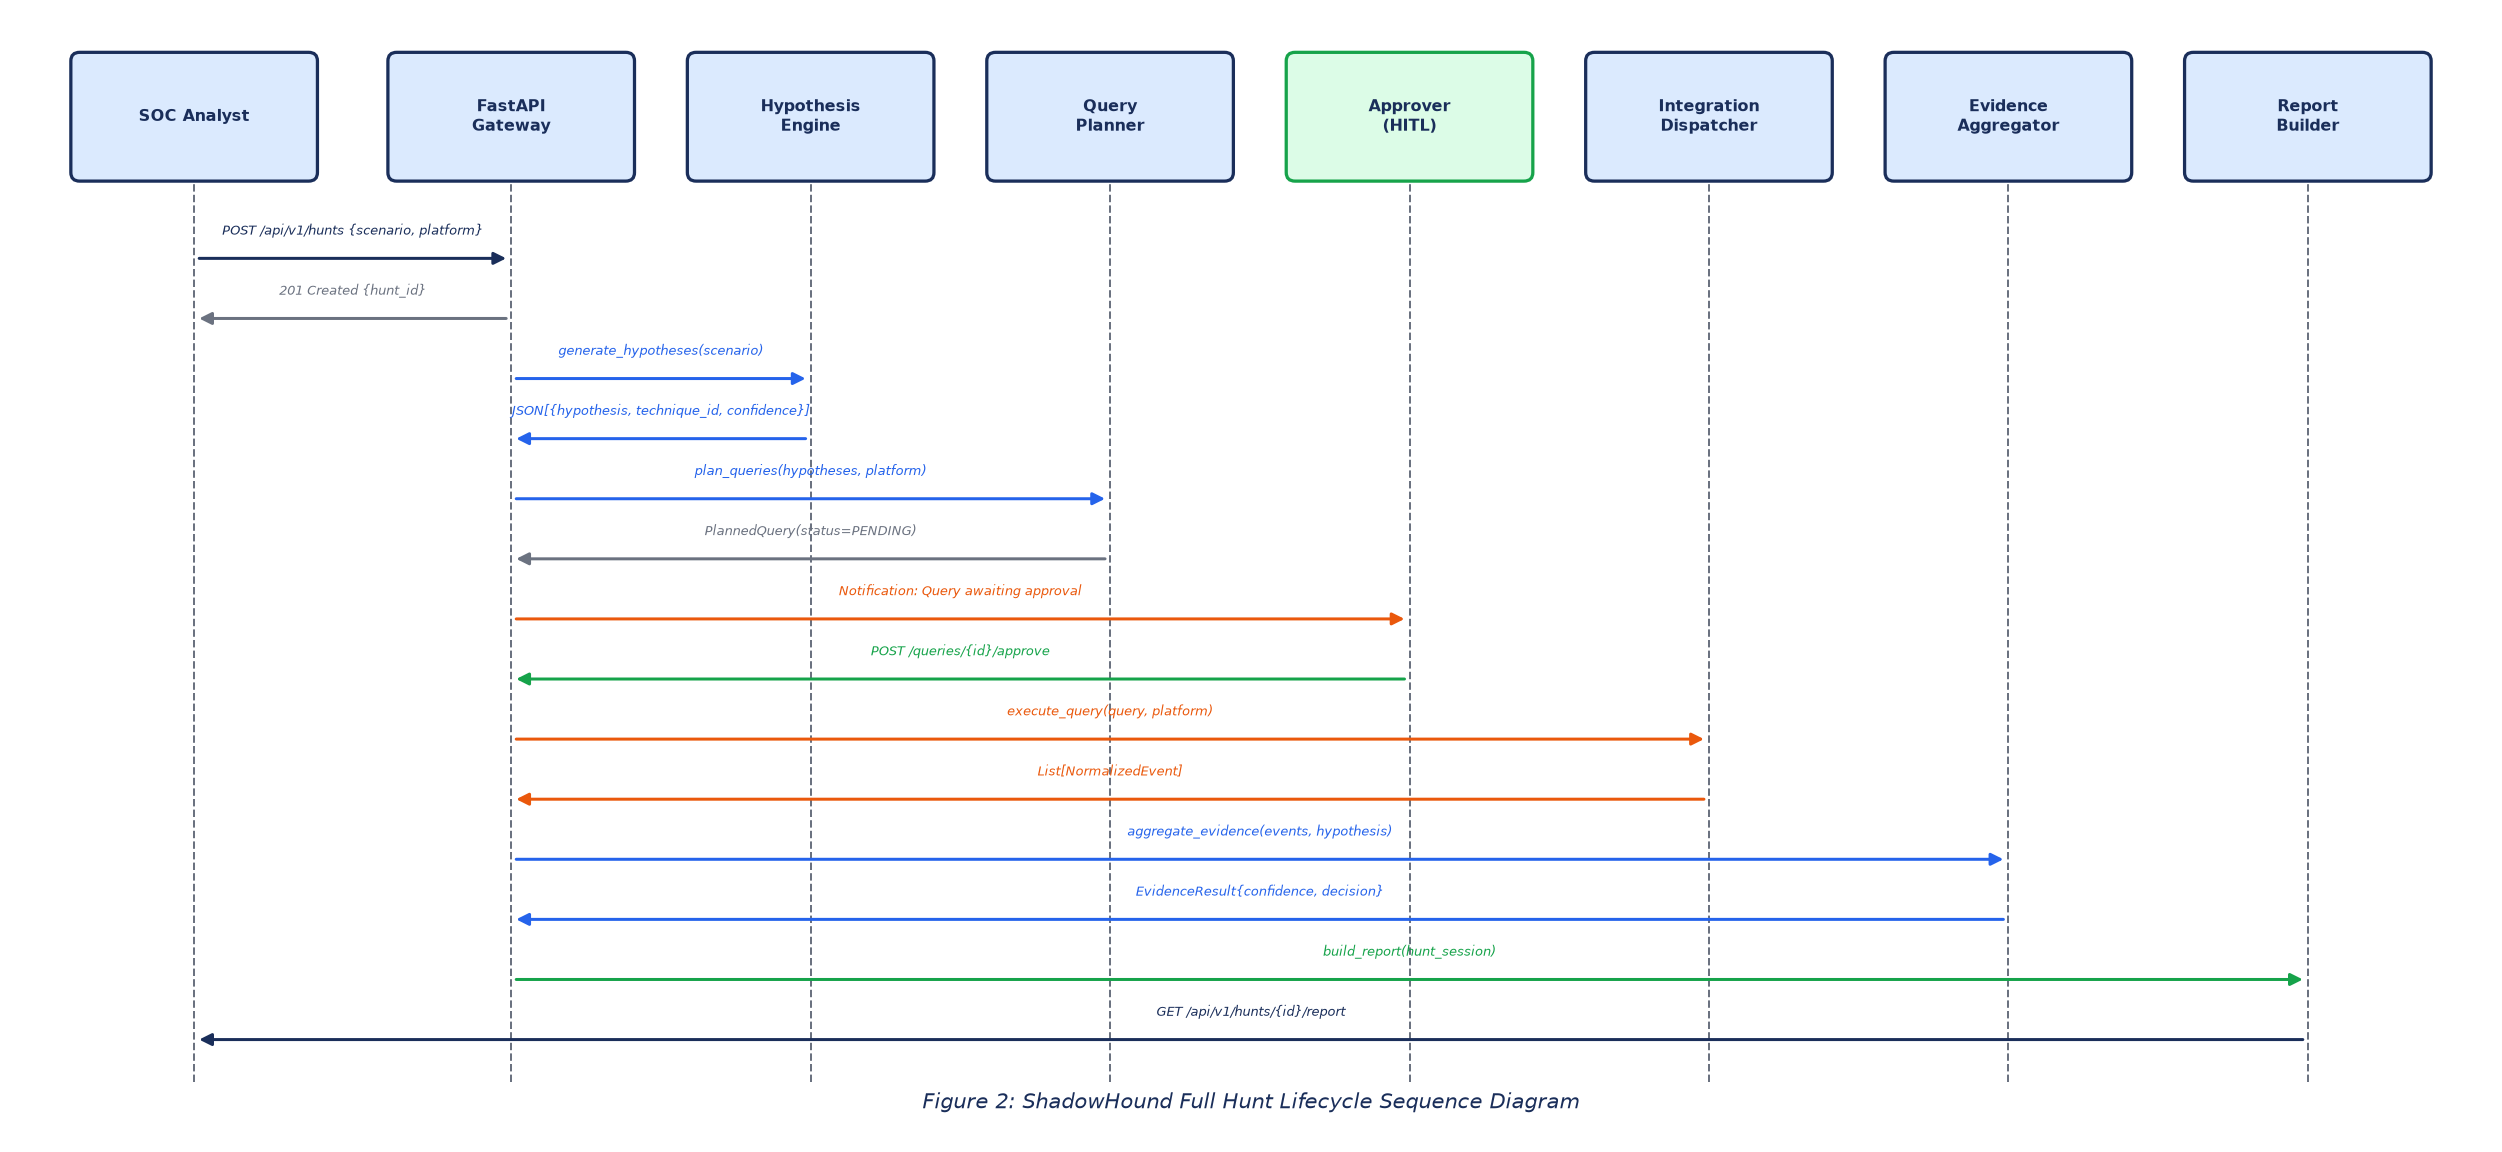 SOC Analyst
FastAPI
Gateway
Hypothesis
Engine
Query
Planner
Approver
(HITL)
Integration
Dispatcher
Evidence
Aggregator
Report
Builder
POST /api/v1/hunts {scenario, platform}
201 Created {hunt_id}
generate_hypotheses(scenario)
JSON[{hypothesis, technique_id, confidence}]
plan_queries(hypotheses, platform)
PlannedQuery(status=PENDING)
Notification: Query awaiting approval
POST /queries/{id}/approve
execute_query(query, platform)
List[NormalizedEvent]
aggregate_evidence(events, hypothesis)
EvidenceResult{confidence, decision}
build_report(hunt_session)
GET /api/v1/hunts/{id}/report
Figure 2: ShadowHound Full Hunt Lifecycle Sequence Diagram